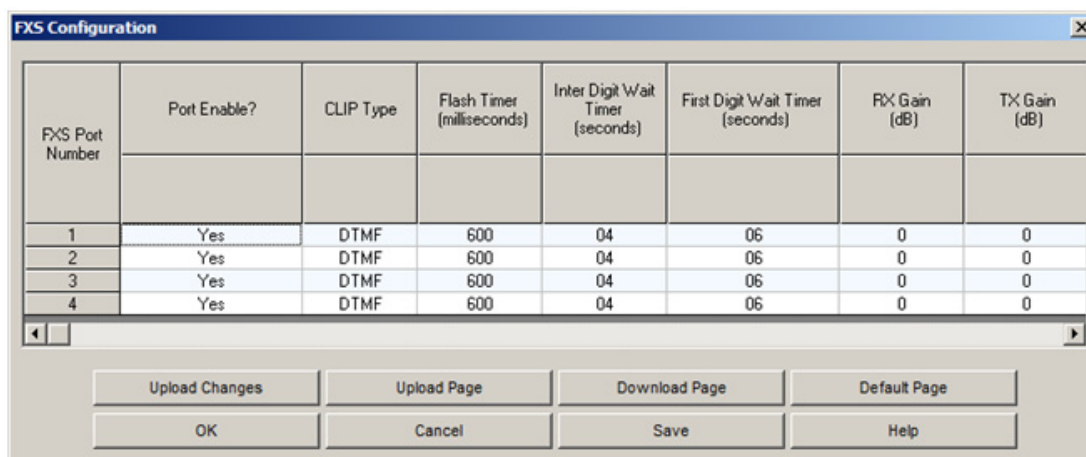 FXS Configuration
FXS Port
Number
Port Enable?
CLIP Type
Flash Timer
(milliseconds)
Inter Digit Wait
Timer
(seconds)
First Digit Wait Timer
(seconds)
RX Gain
(dB)
TX Gain
(dB)
1 Yes DTMF 600 04 06 0 0
2 Yes DTMF 600 04 06 0 0
3 Yes DTMF 600 04 06 0 0
4 Yes DTMF 600 04 06 0 0
Upload Changes Upload Page Download Page Default Page
OK Cancel Save Help